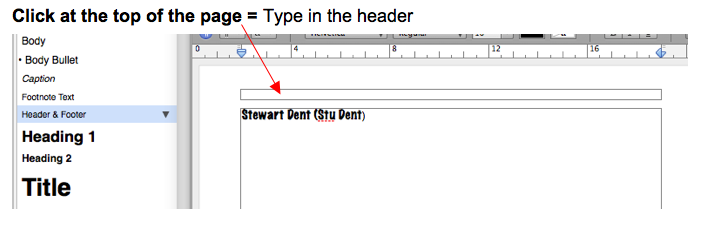 Click at the top of the page = Type in the header
0 4 8 12 16
Body
• Body Bullet
Caption
Footnote Text
Header & Footer
Heading 1
Heading 2
Title
Stewart Dent (Stu Dent)